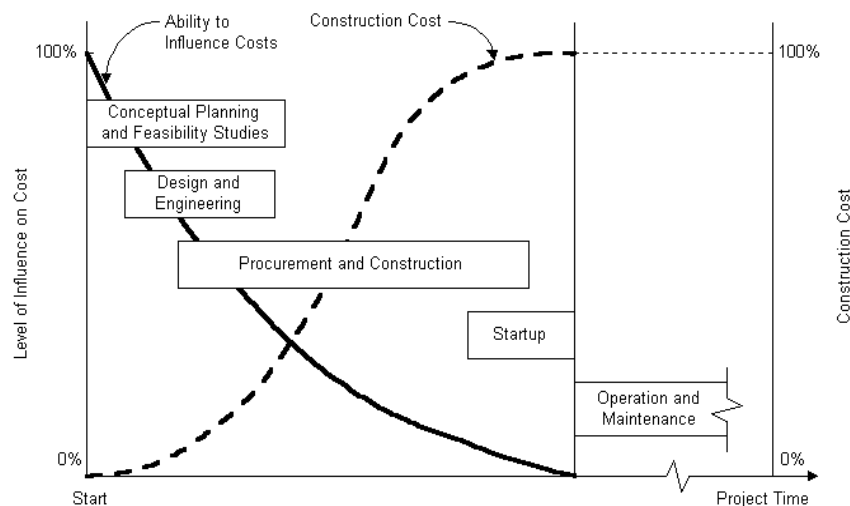 Ability to
Influence Costs
Construction Cost
100%
100%
Conceptual Planning
and Feasibility Studies
Design and
Engineering
Level of Influence on Cost
Construction Cost
Procurement and Construction
Startup
Operation and
Maintenance
0%
0%
Start
Project Time